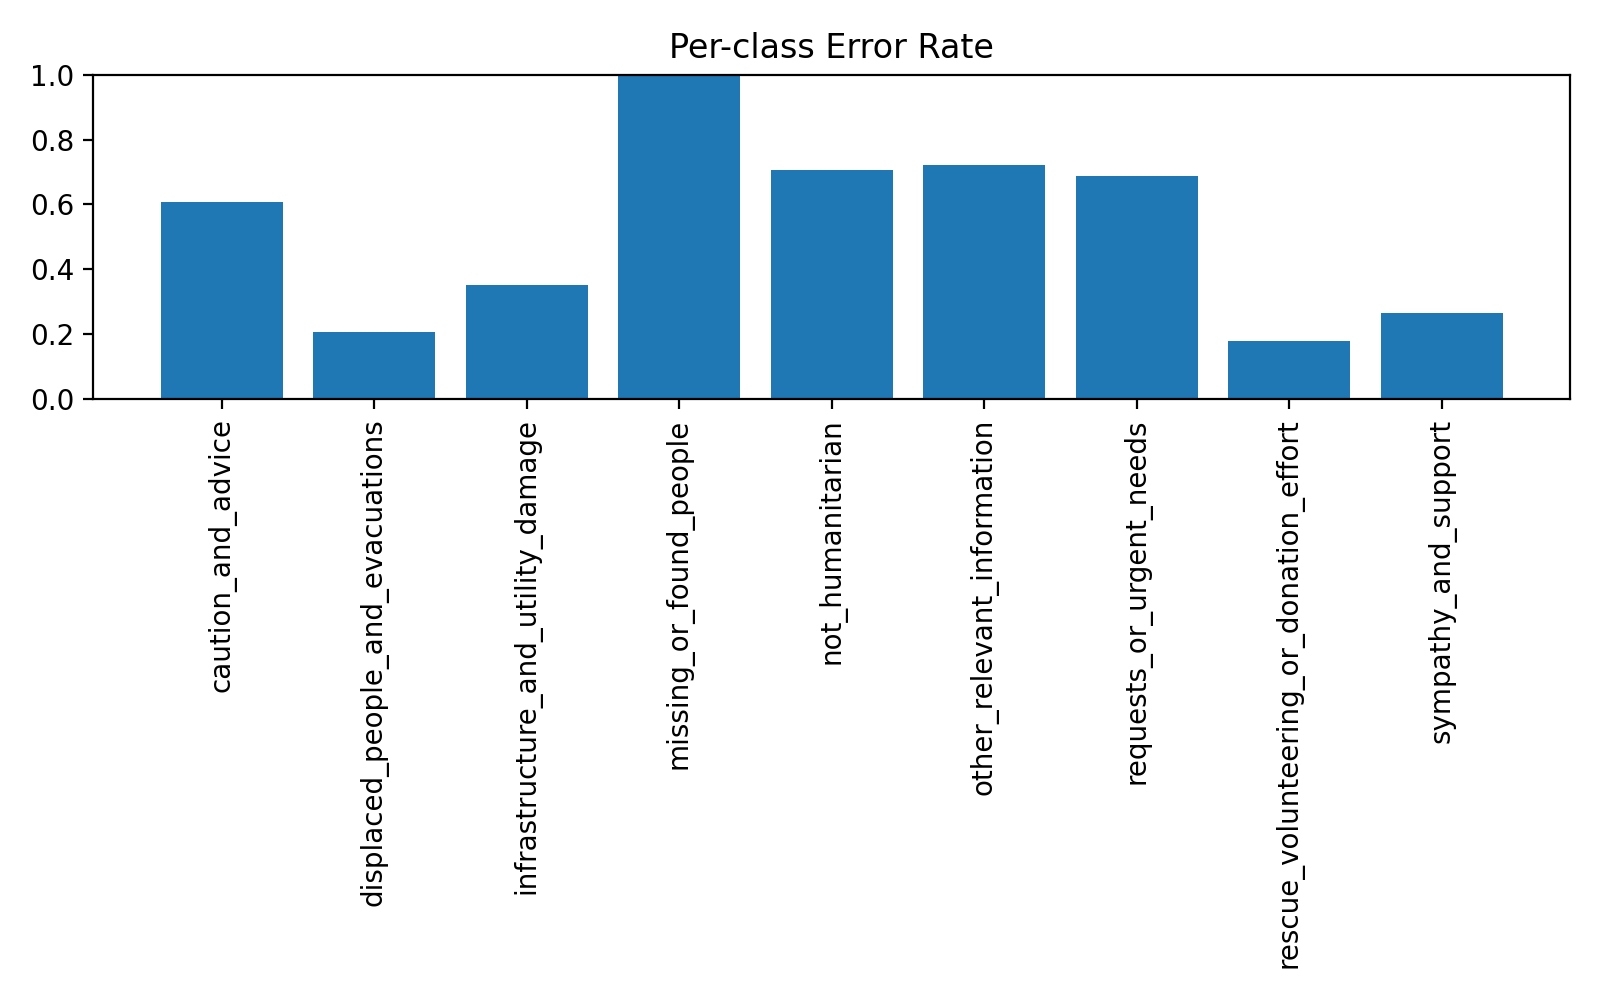 Per-class Error Rate
1.0
0.8
0.6
0.4
0.2
0.0
caution_and_advice
displaced_people_and_evacuations
infrastructure_and_utility_damage
missing_or_found_people
not_humanitarian
other_relevant_information
requests_or_urgent_needs
rescue_volunteering_or_donation_effort
sympathy_and_support